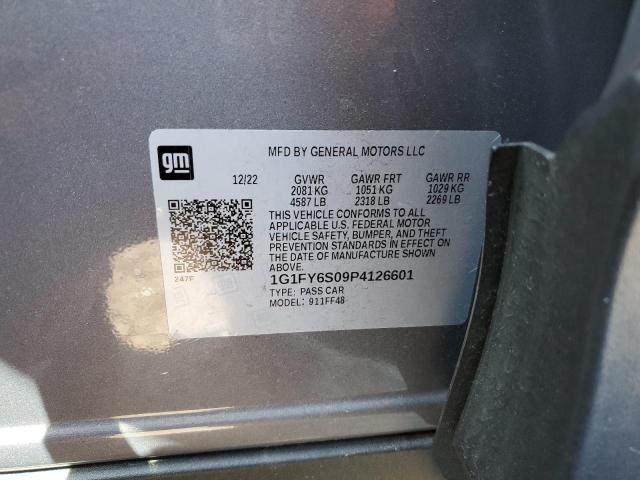 gm
MFD BY GENERAL MOTORS LLC
12/22 GVWR GAWR FRT GAWR RR
2081 KG 1051 KG 1029 KG
4587 LB 2318 LB 2269 LB
THIS VEHICLE CONFORMS TO ALL
APPLICABLE U.S. FEDERAL MOTOR
VEHICLE SAFETY, BUMPER, AND THEFT
PREVENTION STANDARDS IN EFFECT ON
THE DATE OF MANUFACTURE SHOWN
ABOVE.
247F
1G1FY6S09P4126601
TYPE: PASS CAR
MODEL: 911FF48